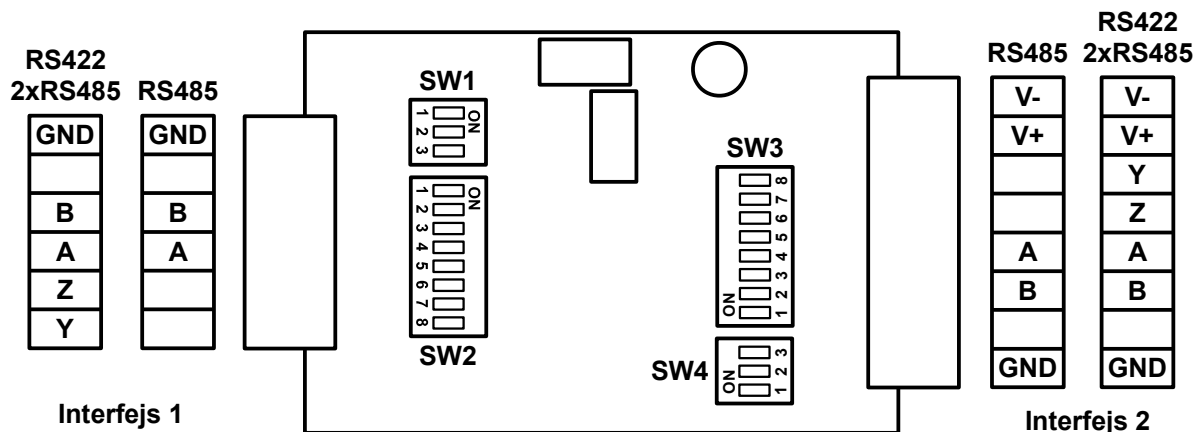 RS422
2xRS485
GND
B
A
Z
Y
RS485
GND
B
A
Interfejs 1
SW1
1 2 3
ON
1 2 3 4 5 6 7 8
ON
SW2
SW3
8 7 6 5 4 3 2 1
ON
SW4
3 2 1
ON
RS485
V-
V+
A
B
GND
RS422
2xRS485
V-
V+
Y
Z
A
B
GND
Interfejs 2